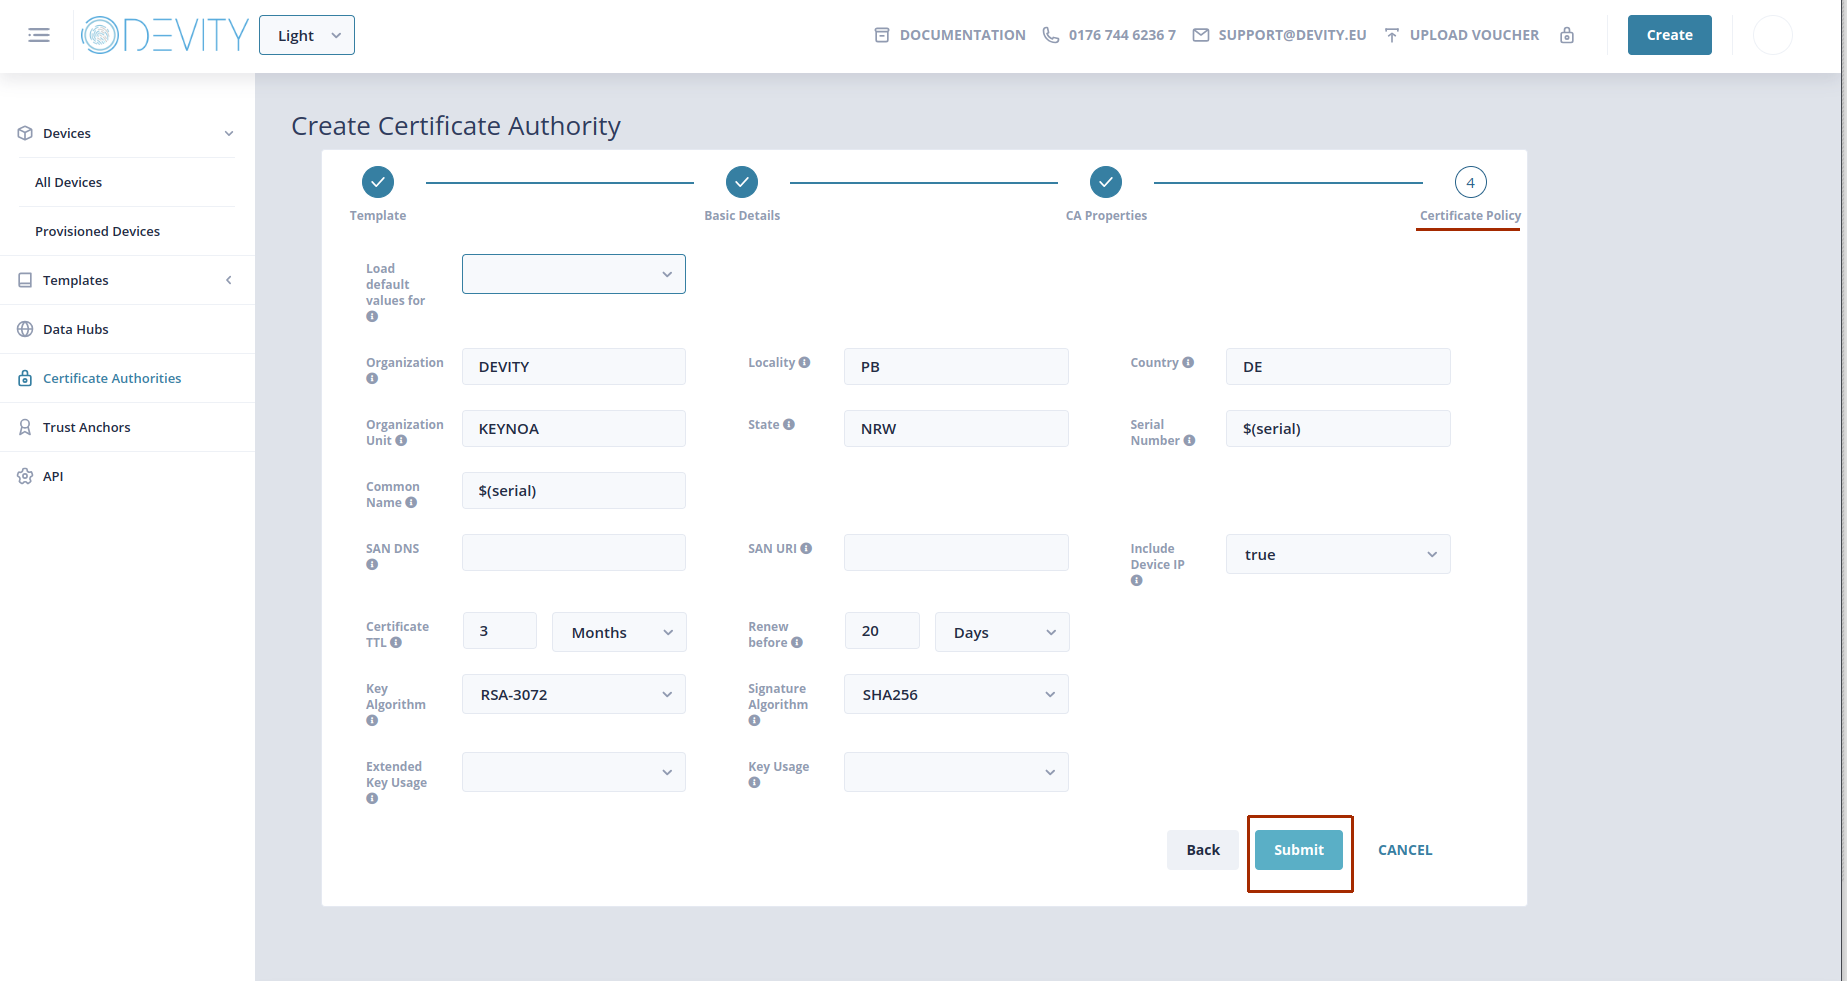 DEVITY
Light
DOCUMENTATION
0176 744 6236 7
SUPPORT@DEVITY.EU
UPLOAD VOUCHER
Create
Devices
All Devices
Provisioned Devices
Templates
Data Hubs
Certificate Authorities
Trust Anchors
API
Create Certificate Authority
Template
Basic Details
CA Properties
4
Certificate Policy
Load
default
values for
Organization
DEVITY
Locality
PB
Country
DE
Organization
Unit
KEYNOA
State
NRW
Serial
Number
$(serial)
Common
Name
$(serial)
SAN DNS
SAN URI
Include
Device IP
true
Certificate
TTL
3
Months
Renew
before
20
Days
Key
Algorithm
RSA-3072
Signature
Algorithm
SHA256
Extended
Key Usage
Key Usage
Back
Submit
CANCEL